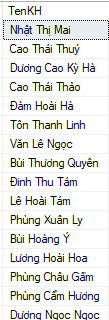 TenKH
Nhật Thị Mai
Cao Thái Thuý
Dương Cao Kỳ Hà
Cao Thái Thảo
Đàm Hoài Hà
Tôn Thanh Linh
Văn Lê Ngọc
Bùi Thương Quyên
Đinh Thu Tám
Lê Hoài Tám
Phùng Xuân Ly
Bùi Hoàng Ý
Lương Hoài Hoa
Phùng Châu Gấm
Phùng Cẩm Hương
Dương Ngọc Ngọc